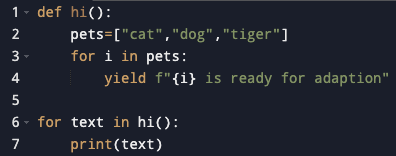 1 def hi():
2     pets=["cat","dog","tiger"]
3     for i in pets:
4         yield f"{i} is ready for adaption"
5
6 for text in hi():
7     print(text)